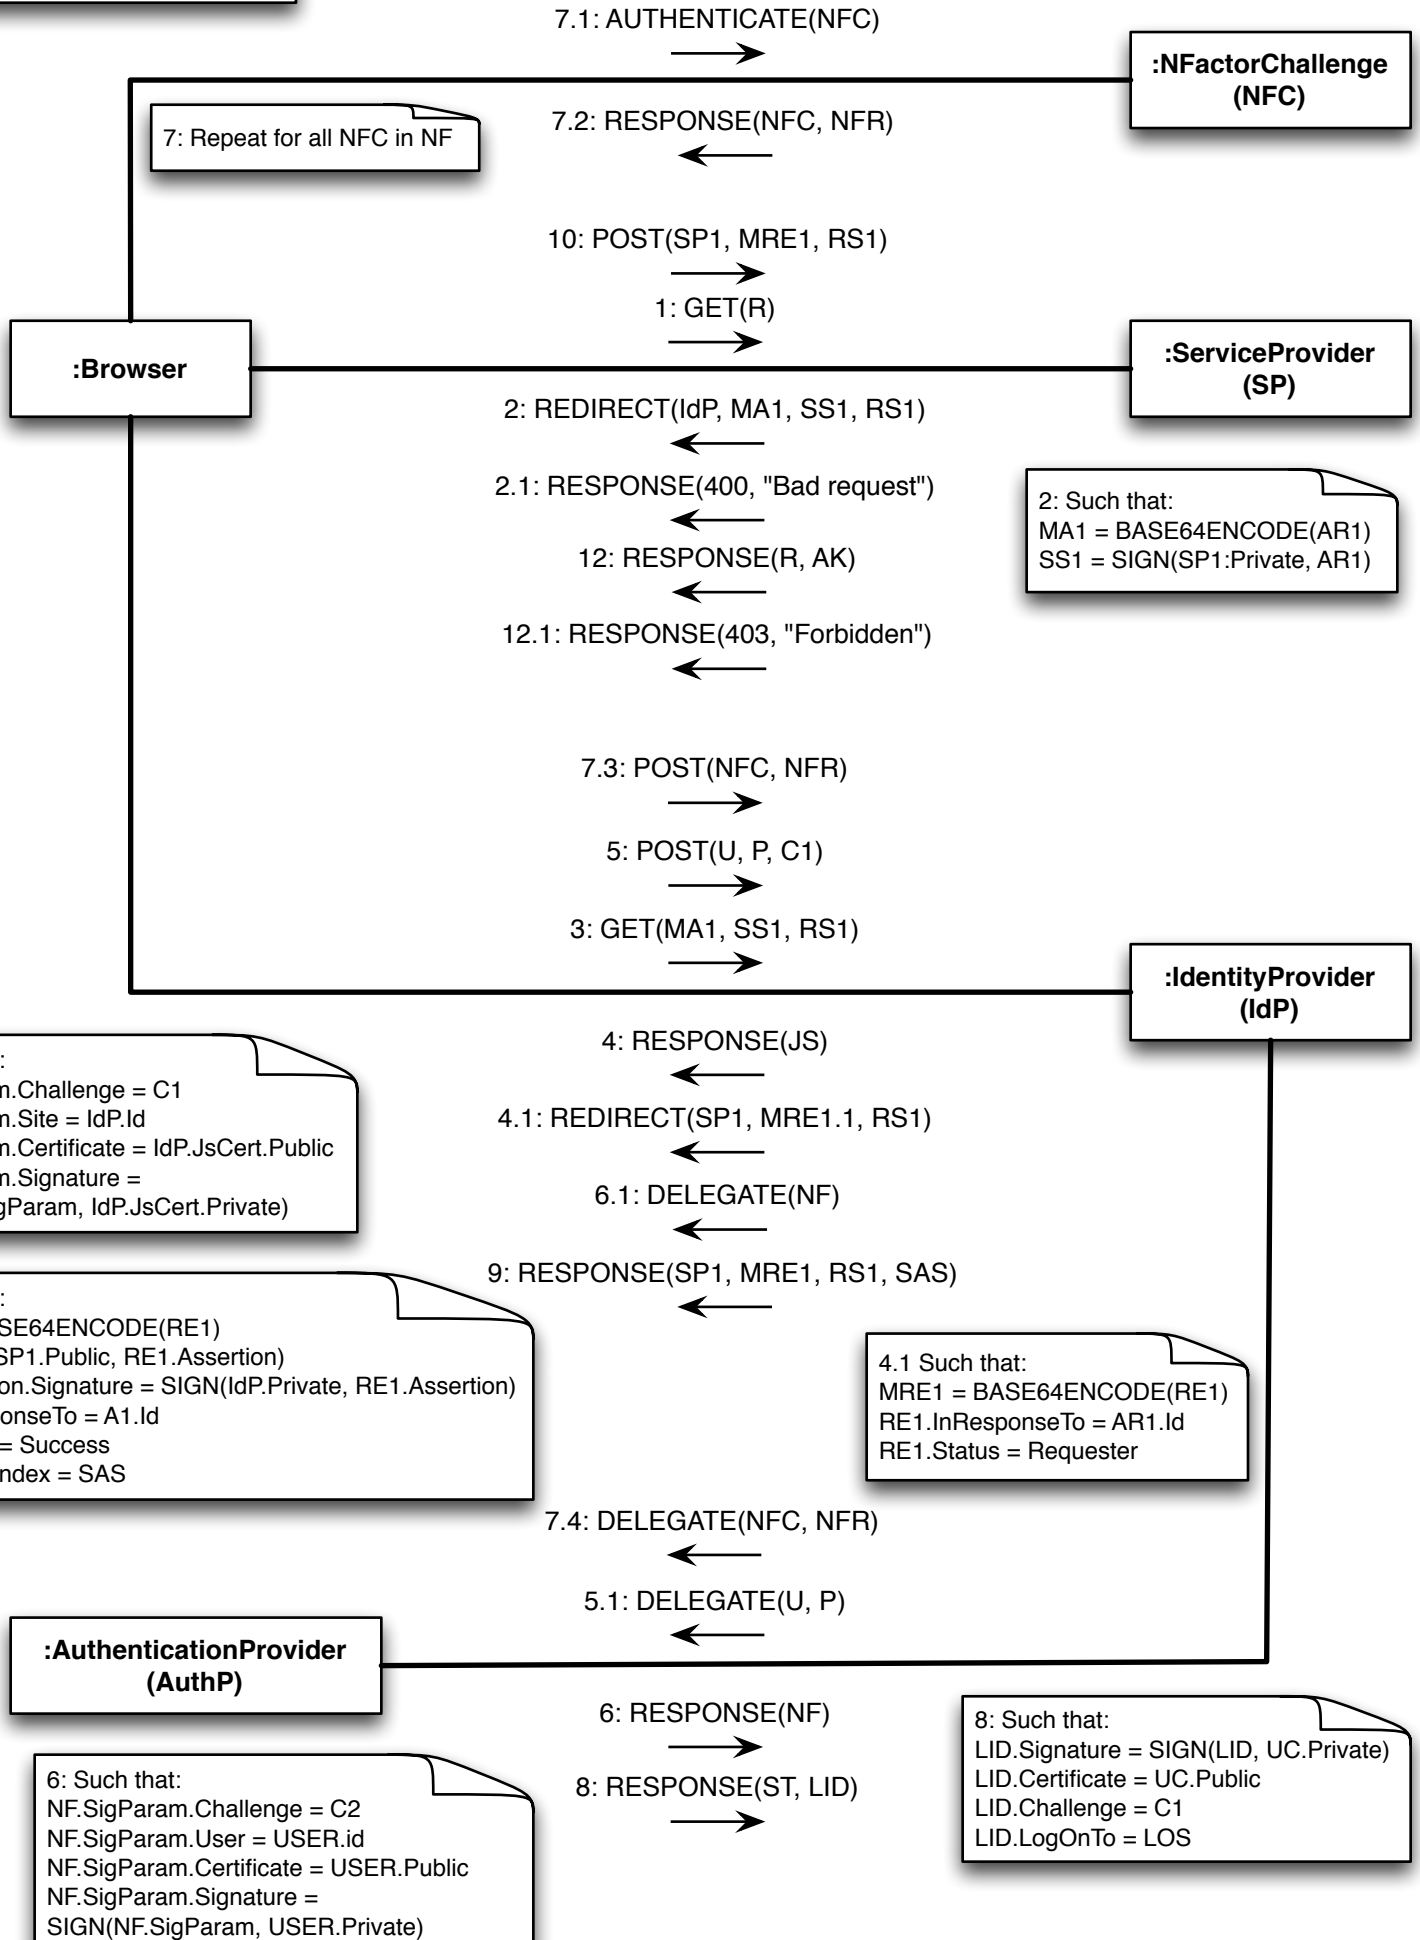 7.1: AUTHENTICATE(NFC)
:NFactorChallenge
(NFC)
7: Repeat for all NFC in NF
7.2: RESPONSE(NFC, NFR)
10: POST(SP1, MRE1, RS1)
1: GET(R)
:Browser
:ServiceProvider
(SP)
2: REDIRECT(IdP, MA1, SS1, RS1)
2.1: RESPONSE(400, "Bad request")
2: Such that:
MA1 = BASE64ENCODE(AR1)
SS1 = SIGN(SP1:Private, AR1)
12: RESPONSE(R, AK)
12.1: RESPONSE(403, "Forbidden")
7.3: POST(NFC, NFR)
5: POST(U, P, C1)
3: GET(MA1, SS1, RS1)
:IdentityProvider
(IdP)
4: RESPONSE(JS)
:
m.Challenge = C1
m.Site = IdP.Id
m.Certificate = IdP.JsCert.Public
m.Signature =
gParam, IdP.JsCert.Private)
4.1: REDIRECT(SP1, MRE1.1, RS1)
6.1: DELEGATE(NF)
9: RESPONSE(SP1, MRE1, RS1, SAS)
:
SE64ENCODE(RE1)
SP1.Public, RE1.Assertion)
on.Signature = SIGN(IdP.Private, RE1.Assertion)
onseTo = A1.Id
= Success
ndex = SAS
4.1 Such that:
MRE1 = BASE64ENCODE(RE1)
RE1.InResponseTo = AR1.Id
RE1.Status = Requester
7.4: DELEGATE(NFC, NFR)
5.1: DELEGATE(U, P)
:AuthenticationProvider
(AuthP)
6: RESPONSE(NF)
8: RESPONSE(ST, LID)
8: Such that:
LID.Signature = SIGN(LID, UC.Private)
LID.Certificate = UC.Public
LID.Challenge = C1
LID.LogOnTo = LOS
6: Such that:
NF.SigParam.Challenge = C2
NF.SigParam.User = USER.id
NF.SigParam.Certificate = USER.Public
NF.SigParam.Signature =
SIGN(NF.SigParam, USER.Private)